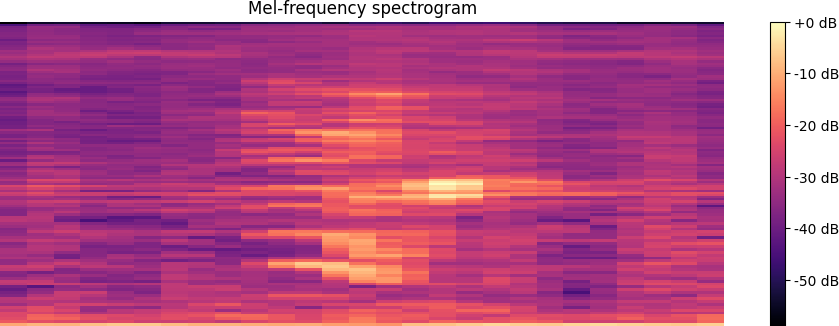 Mel-frequency spectrogram
+0 dB
-10 dB
-20 dB
-30 dB
-40 dB
-50 dB